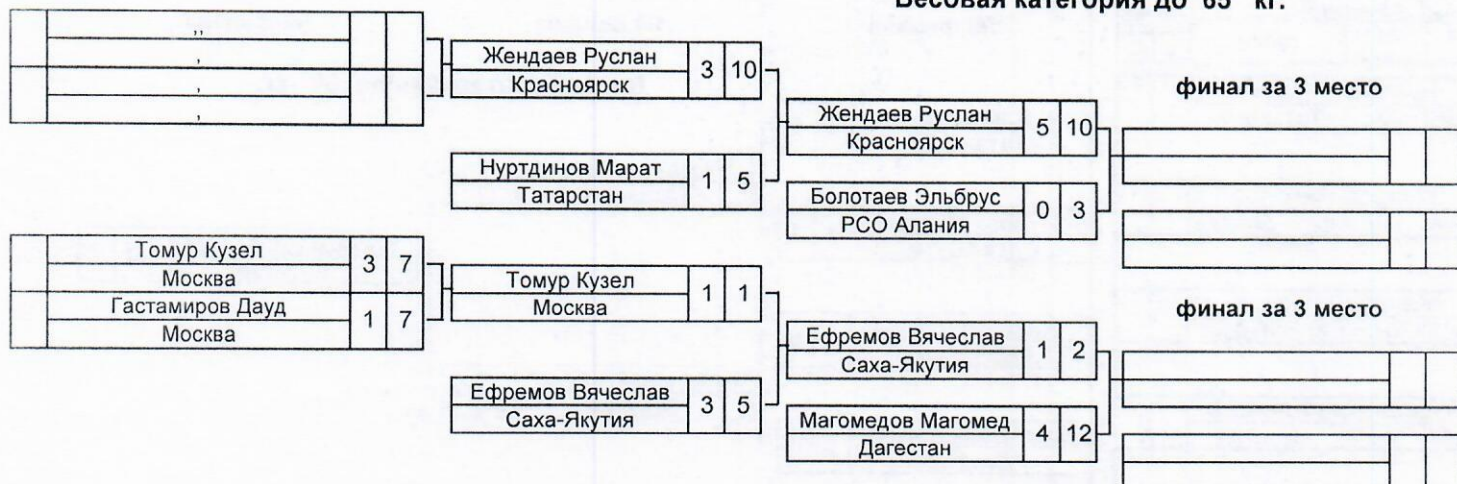 Весовая категория до 65 кг.
,,
,
,
,
Жендаев Руслан 3 10
Красноярск
финал за 3 место
Жендаев Руслан 5 10
Красноярск
Нуртдинов Марат 1 5
Татарстан
Болотаев Эльбрус 0 3
РСО Алания
Томур Кузел 3 7
Москва
Гастамиров Дауд 1 7
Москва
Томур Кузел 1 1
Москва
финал за 3 место
Ефремов Вячеслав 1 2
Саха-Якутия
Ефремов Вячеслав 3 5
Саха-Якутия
Магомедов Магомед 4 12
Дагестан